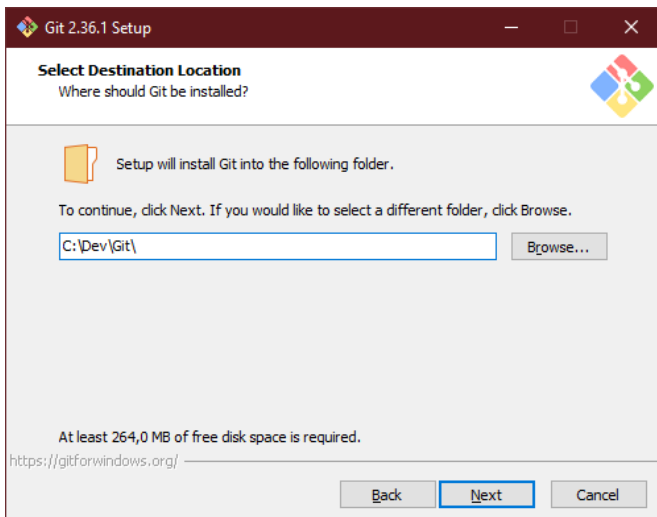 Git 2.36.1 Setup
Select Destination Location
Where should Git be installed?
Setup will install Git into the following folder.
To continue, click Next. If you would like to select a different folder, click Browse.
C:\Dev\Git\
Browse...
At least 264,0 MB of free disk space is required.
https://gitforwindows.org/
Back
Next
Cancel